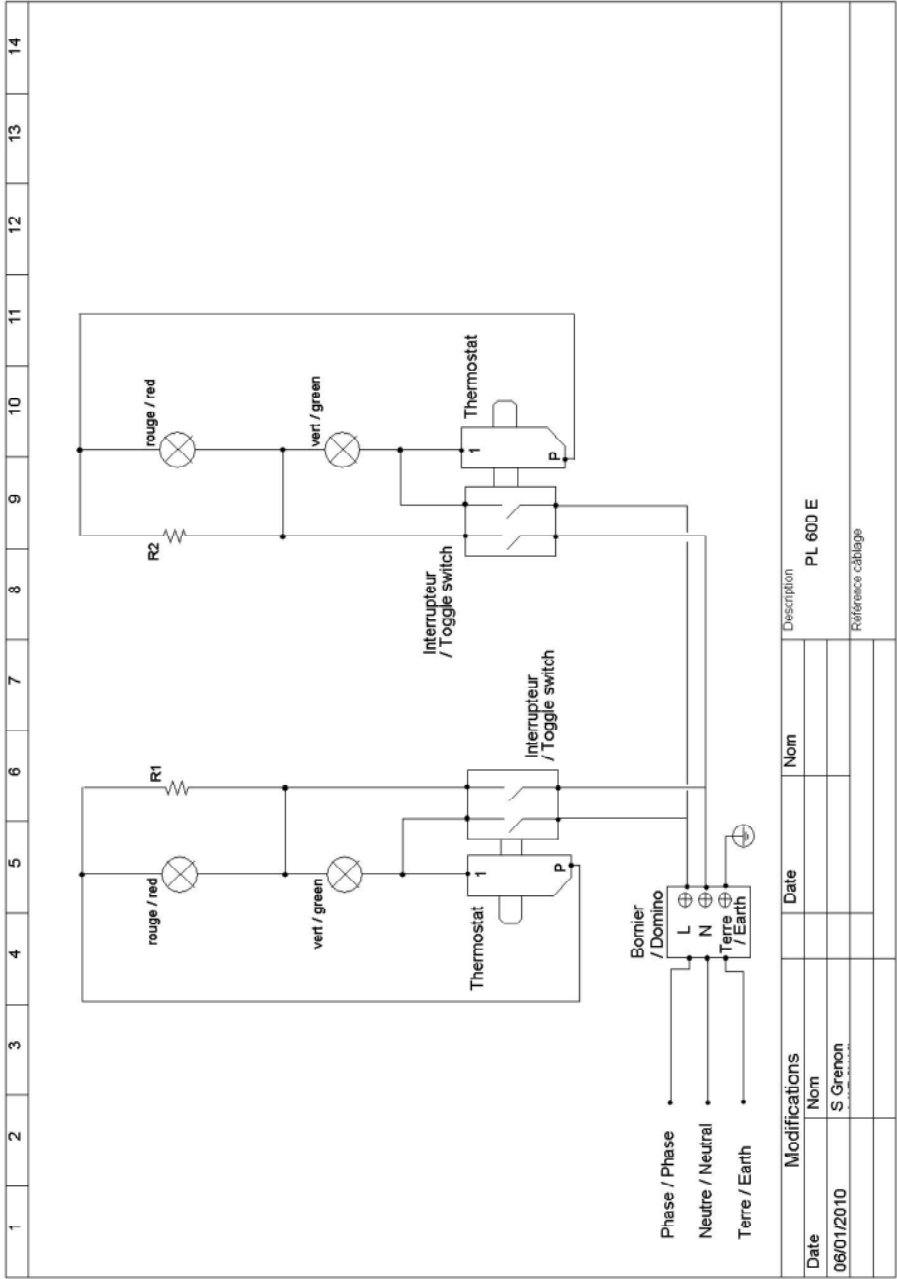 1 2 3 4 5 6 7 8 9 10 11 12 13 14
rouge / red
R1
vert / green
Thermostat
1
P
Interrupteur
/ Toggle switch
R2
rouge / red
vert / green
Interrupteur
/ Toggle switch
Thermostat
1
P
Bornier
/ Domino
L
N
Terre
/ Earth
Phase / Phase
Neutre / Neutral
Terre / Earth
Modifications
Date Nom Date Nom
06/01/2010 S Grenon
Description
PL 600 E
Référence câblage